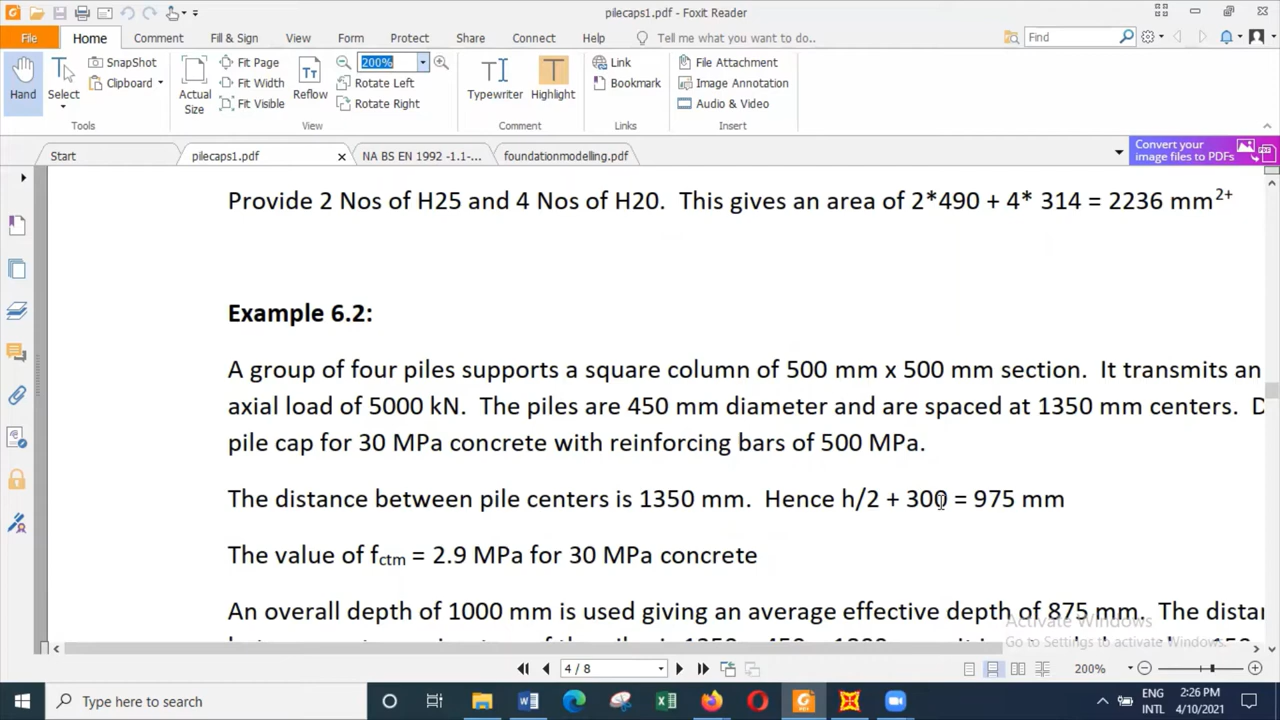 pilecaps1.pdf - Foxit Reader
File Home Comment Fill & Sign View Form Protect Share Connect Help Tell me what you want to do.. Find
Hand
Select
SnapShot
Clipboard
Tools
Actual Size
Fit Page
Fit Width
Fit Visible
Reflow
200%
Rotate Left
Rotate Right
View
Typewriter
Highlight
Comment
Link
Bookmark
Links
File Attachment
Image Annotation
Audio & Video
Insert
Start pilecaps1.pdf NA BS EN 1992 -1.1-... foundationmodelling.pdf
Convert your
image files to PDFs
Provide 2 Nos of H25 and 4 Nos of H20. This gives an area of 2*490 + 4* 314 = 2236 mm2+
Example 6.2:
A group of four piles supports a square column of 500 mm x 500 mm section. It transmits an
axial load of 5000 kN. The piles are 450 mm diameter and are spaced at 1350 mm centers. D
pile cap for 30 MPa concrete with reinforcing bars of 500 MPa.
The distance between pile centers is 1350 mm. Hence h/2 + 300 = 975 mm
The value of fctm = 2.9 MPa for 30 MPa concrete
An overall depth of 1000 mm is used giving an average effective depth of 875 mm. The distan
Activate Windows
Go to Settings to activate Windows.
4 / 8
200%
Type here to search
ENG
INTL
2:26 PM
4/10/2021